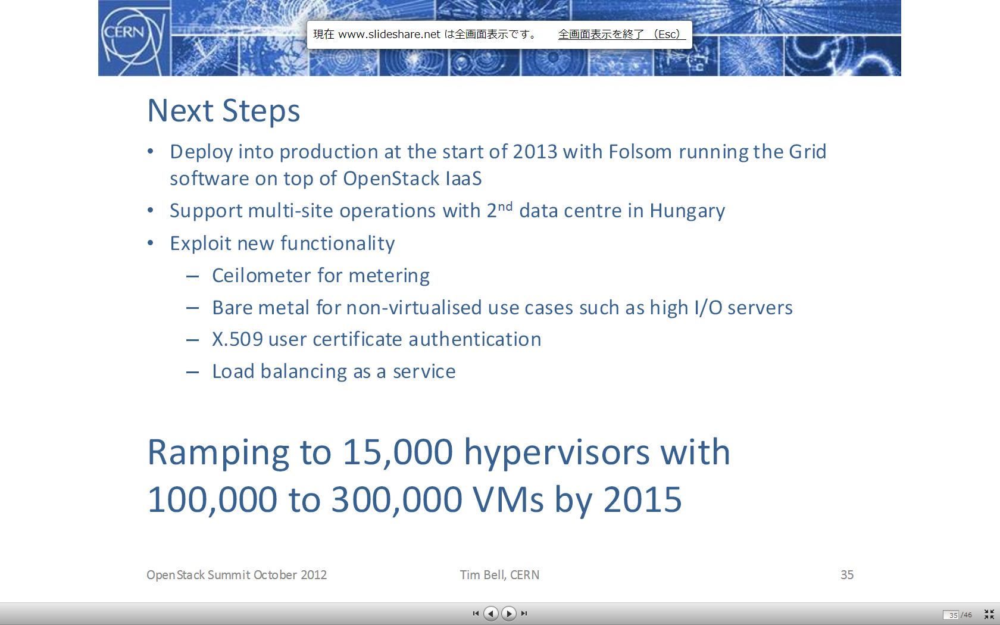 CERN
現在 www.slideshare.net は全画面表示です。 全画面表示を終了 （Esc）
Next Steps
• Deploy into production at the start of 2013 with Folsom running the Grid
software on top of OpenStack IaaS
• Support multi-site operations with 2nd data centre in Hungary
• Exploit new functionality
– Ceilometer for metering
– Bare metal for non-virtualised use cases such as high I/O servers
– X.509 user certificate authentication
– Load balancing as a service
Ramping to 15,000 hypervisors with
100,000 to 300,000 VMs by 2015
OpenStack Summit October 2012 Tim Bell, CERN 35
35 /46